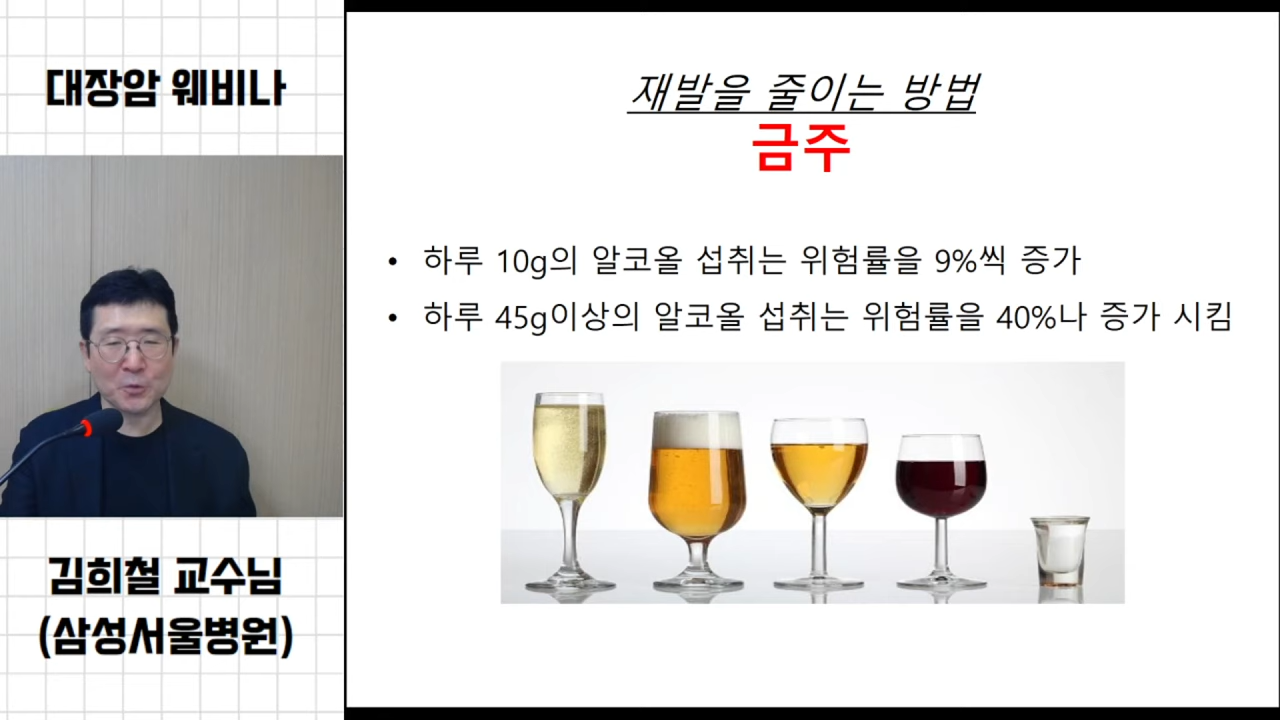 대장암 웨비나
김희철 교수님
(삼성서울병원)
재발을 줄이는 방법
금주
• 하루 10g의 알코올 섭취는 위험률을 9%씩 증가
• 하루 45g이상의 알코올 섭취는 위험률을 40%나 증가 시킴